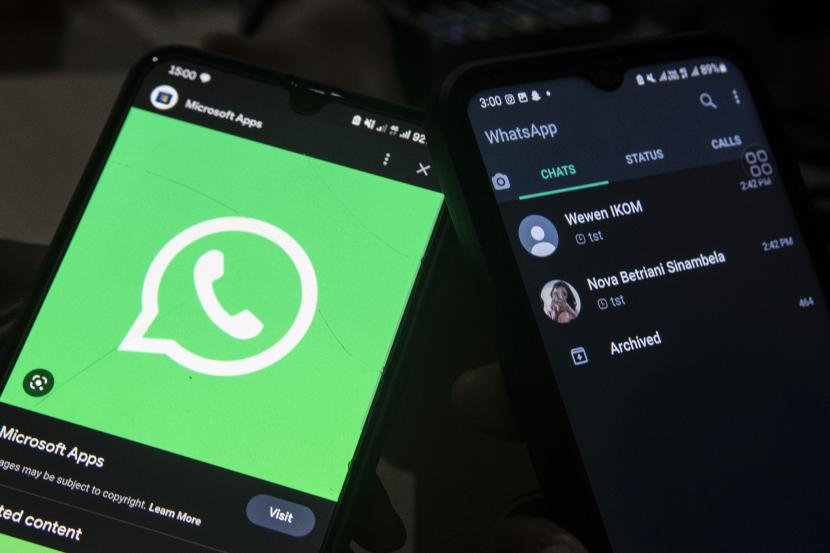 15:00
92
Microsoft Apps
Microsoft Apps
ages may be subject to copyright. Learn More
Visit
ted content
3:00
89%
WhatsApp
CHATS
STATUS
CALLS
Wewen IKOM
2:42 PM
tst
Nova Betriani Sinambela
2:42 PM
tst
Archived
464